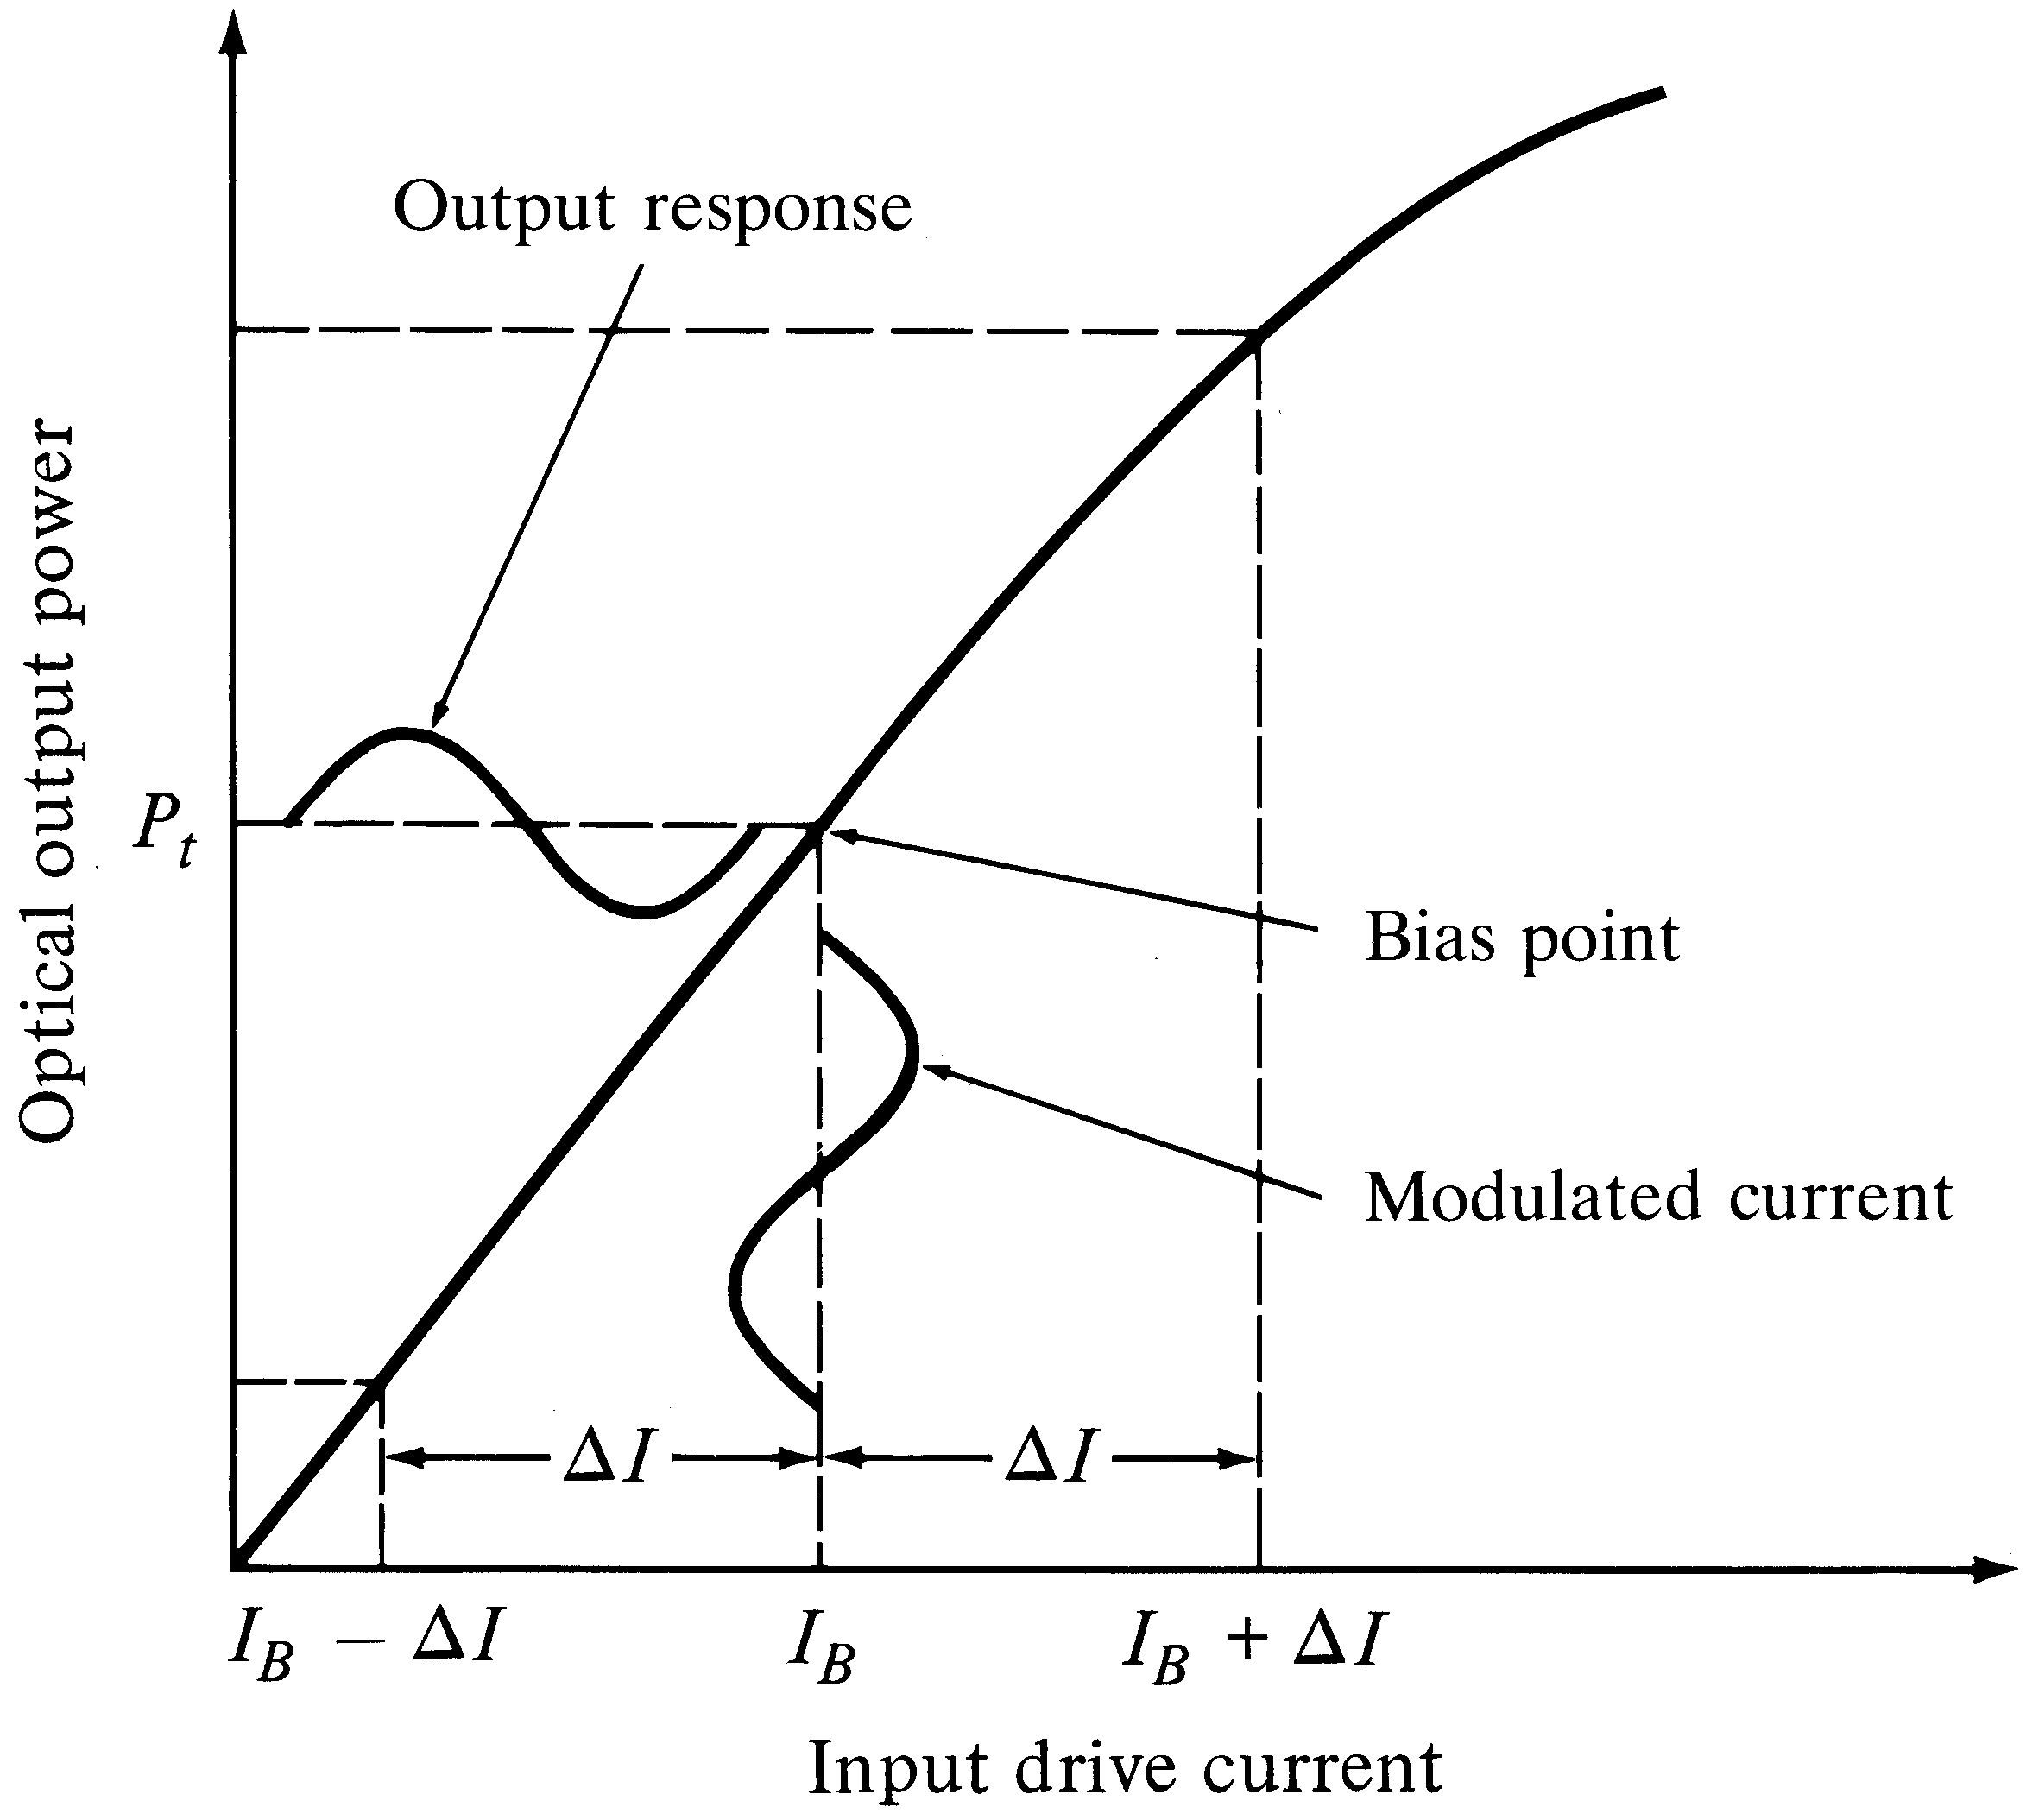 Output response
Optical output power
P_t
Bias point
Modulated current
ΔI
ΔI
I_B − ΔI
I_B
I_B + ΔI
Input drive current